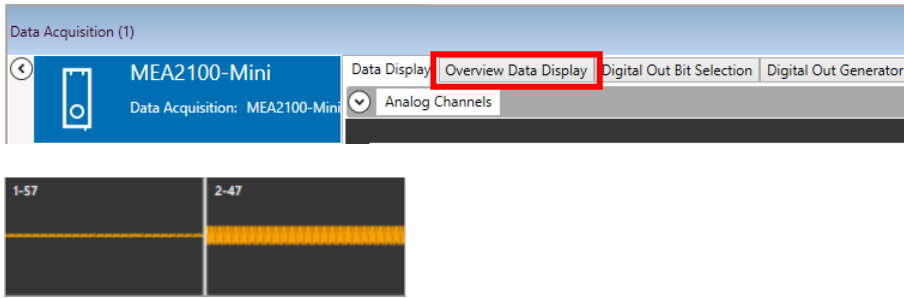 Data Acquisition (1)
MEA2100-Mini
Data Acquisition: MEA2100-Mini
Data Display
Overview Data Display
Digital Out Bit Selection
Digital Out Generator
Analog Channels
1-57
2-47